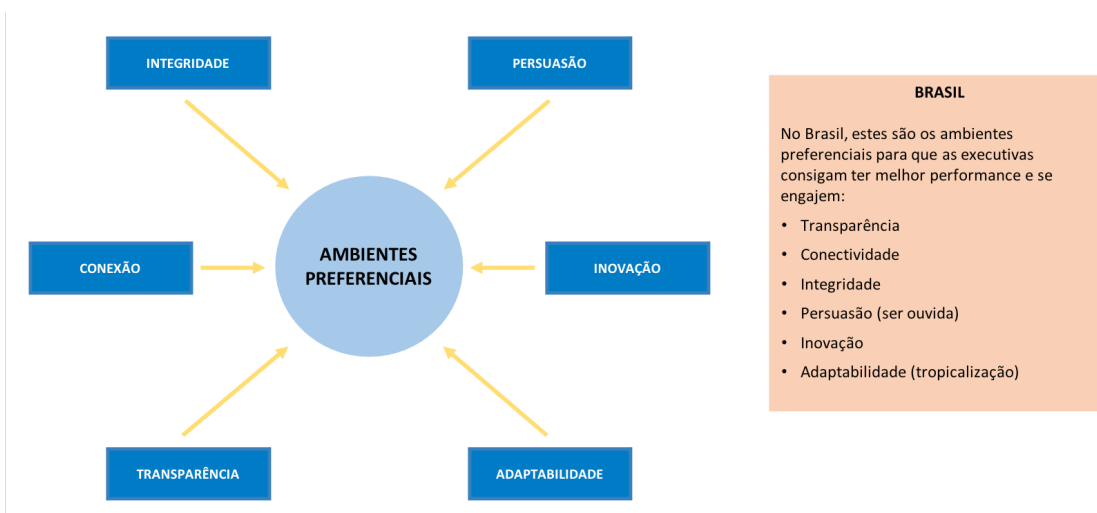 INTEGRIDADE
PERSUASÃO
CONEXÃO
AMBIENTES
PREFERENCIAIS
INOVAÇÃO
TRANSPARÊNCIA
ADAPTABILIDADE
BRASIL
No Brasil, estes são os ambientes
preferenciais para que as executivas
consigam ter melhor performance e se
engajem:
• Transparência
• Conectividade
• Integridade
• Persuasão (ser ouvida)
• Inovação
• Adaptabilidade (tropicalização)